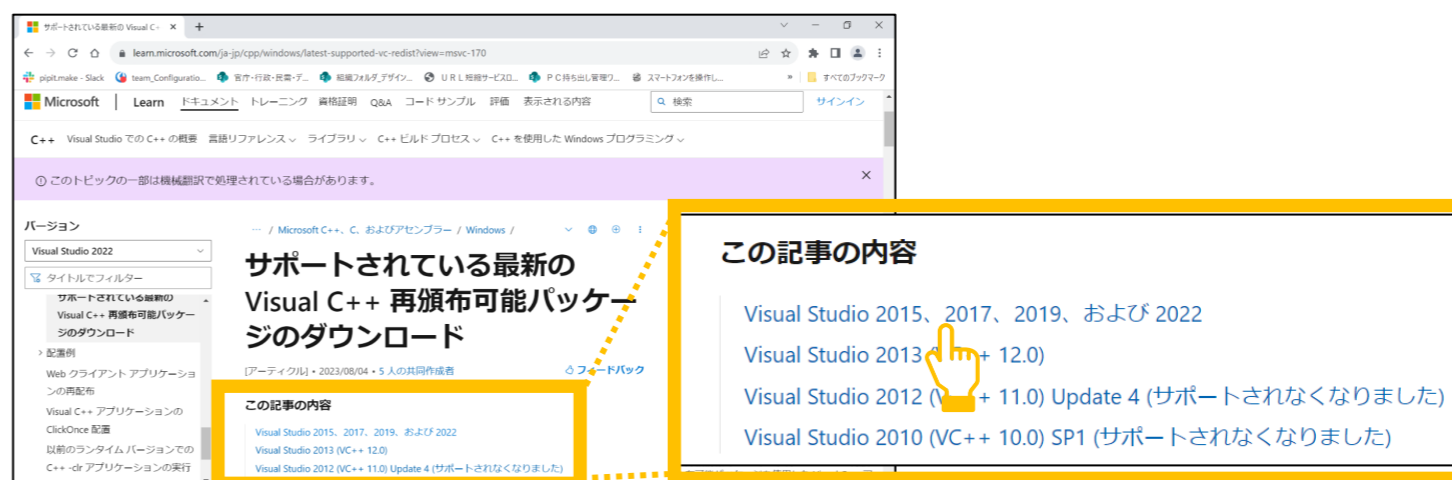 サポートされている最新の Visual C-
learn.microsoft.com/ja-jp/cpp/windows/latest-supported-vc-redist?view=msvc-170
pipit.make - Slack
team_Configuratio...
官庁-行政-民需-デ...
組織フォルダ_デザイン...
URL短縮サービスロ...
PC持ち出し管理ワ...
スマートフォンを操作し...
»
すべてのブックマーク
Microsoft
Learn ドキュメント トレーニング 資格証明 Q&A コード サンプル 評価 表示される内容
検索
サインイン
C++ Visual Studio での C++ の概要 言語リファレンス ライブラリ C++ ビルド プロセス C++ を使用した Windows プログラミング
このトピックの一部は機械翻訳で処理されている場合があります。
バージョン
Visual Studio 2022
タイトルでフィルター
サポートされている最新の
Visual C++ 再頒布可能パッケー
ジのダウンロード
配置例
Web クライアント アプリケーショ
ンの再配布
Visual C++ アプリケーションの
ClickOnce 配置
以前のランタイム バージョンでの
C++ -clr アプリケーションの実行
… / Microsoft C++、C、およびアセンブラー / Windows /
サポートされている最新の
Visual C++ 再頒布可能パッケー
ジのダウンロード
[アーティクル] • 2023/08/04 • 5 人の共同作成者
フィードバック
この記事の内容
Visual Studio 2015、2017、2019、および 2022
Visual Studio 2013 (VC++ 12.0)
Visual Studio 2012 (VC++ 11.0) Update 4 (サポートされなくなりました)
この記事の内容
Visual Studio 2015、2017、2019、および 2022
Visual Studio 2013 (VC++ 12.0)
Visual Studio 2012 (VC++ 11.0) Update 4 (サポートされなくなりました)
Visual Studio 2010 (VC++ 10.0) SP1 (サポートされなくなりました)